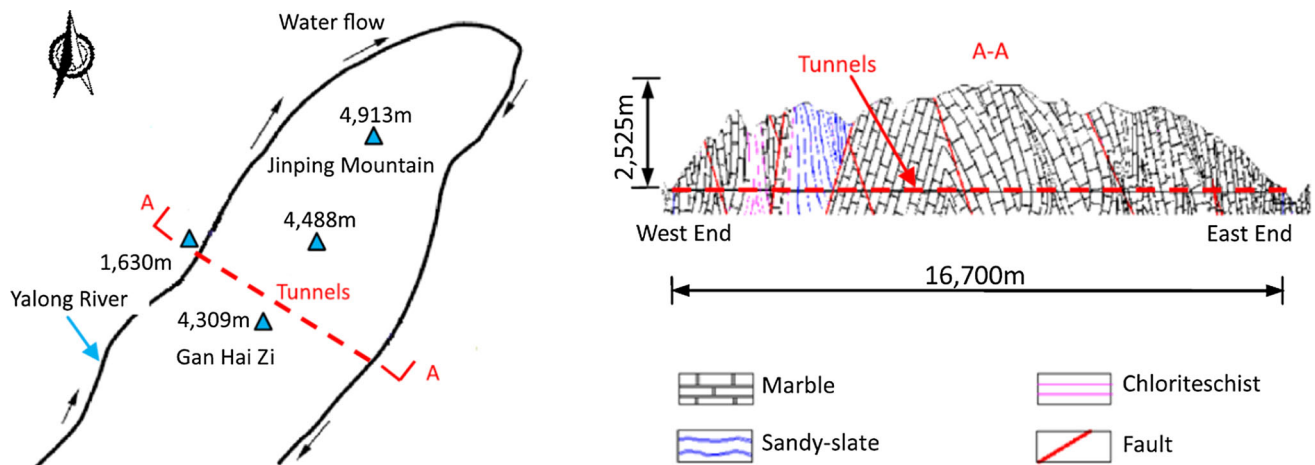 Water flow
4,913m
Jinping Mountain
A
4,488m
1,630m
Tunnels
Yalong River
4,309m
Gan Hai Zi
A
A-A
Tunnels
2,525m
West End
East End
16,700m
Marble
Chloriteschist
Sandy-slate
Fault